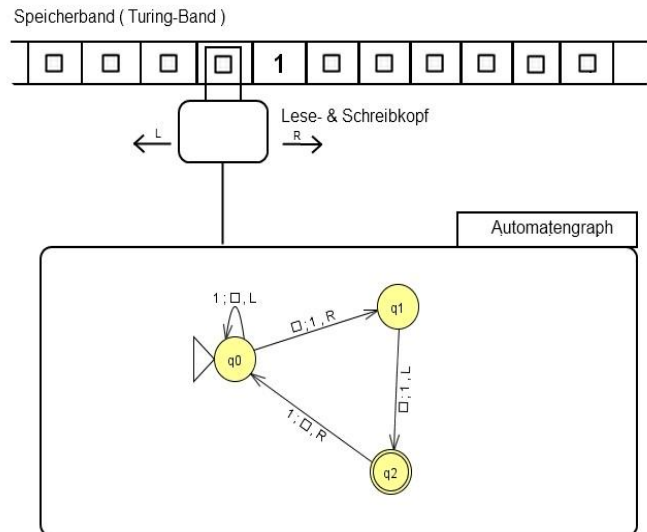 Speicherband ( Turing-Band )
□ □ □ □ 1 □ □ □ □ □ □
Lese- & Schreibkopf
L R
Automatengraph
1 ; □ , L
□ ; 1 , R
q1
q0
□ ; 1 , L
1 ; □ , R
q2